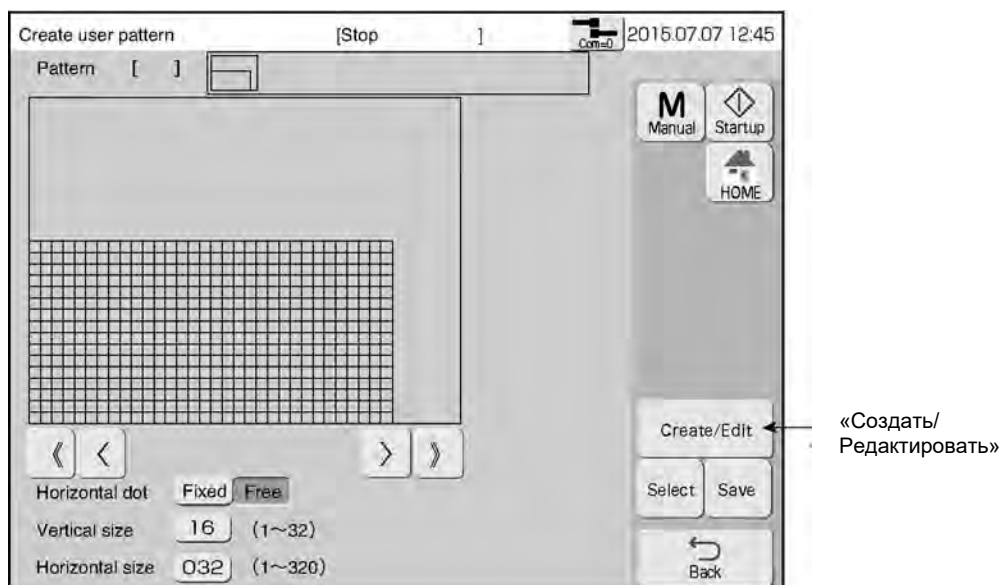 Create user pattern [Stop ] Com=0 2015.07.07 12:45
Pattern [ ]
M
Manual Startup
HOME
《 〈 〉 》
Create/Edit
«Создать/
Редактировать»
Horizontal dot Fixed Free
Select Save
Vertical size 16 (1~32)
Horizontal size 032 (1~320)
Back